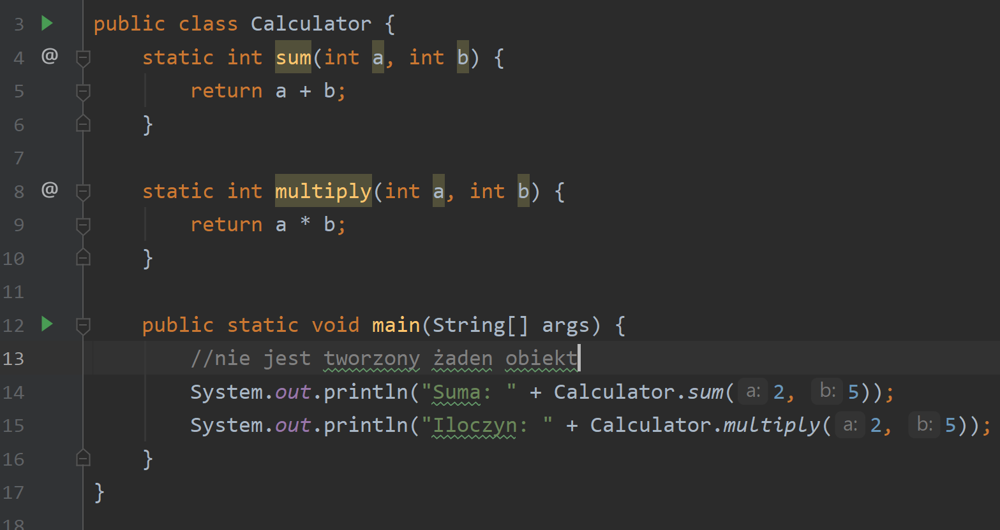 3 public class Calculator {
4 @ static int sum(int a, int b) {
5 return a + b;
6 }
7
8 @ static int multiply(int a, int b) {
9 return a * b;
10 }
11
12 public static void main(String[] args) {
13 //nie jest tworzony żaden obiekt
14 System.out.println("Suma: " + Calculator.sum( a: 2, b: 5));
15 System.out.println("Iloczyn: " + Calculator.multiply( a: 2, b: 5));
16 }
17 }
18